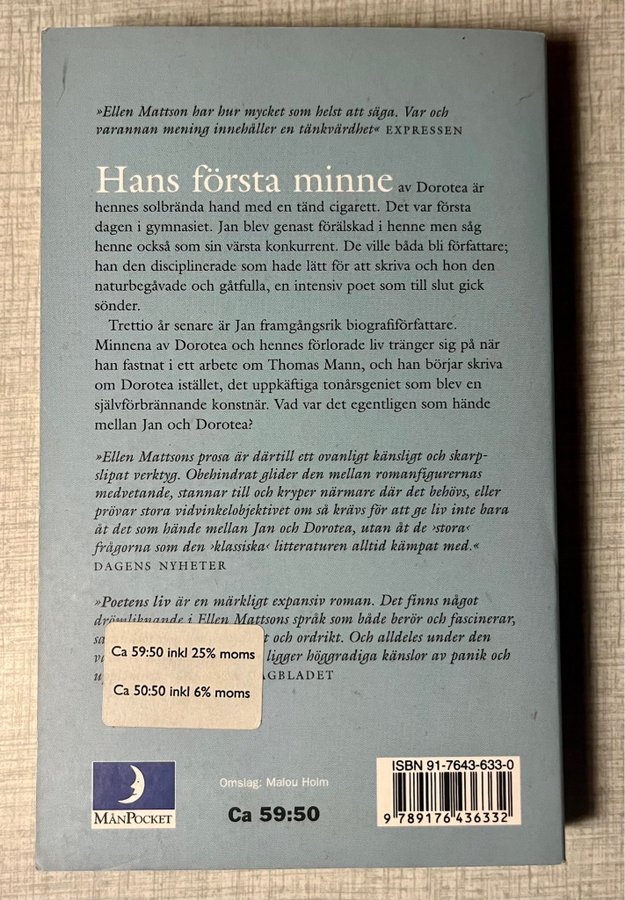 »Ellen Mattson har hur mycket som helst att säga. Var och
varannan mening innehåller en tänkvärdhet« EXPRESSEN
Hans första minne av Dorotea är
hennes solbrända hand med en tänd cigarett. Det var första
dagen i gymnasiet. Jan blev genast förälskad i henne men såg
henne också som sin värsta konkurrent. De ville båda bli författare;
han den disciplinerade som hade lätt för att skriva och hon den
naturbegåvade och gåtfulla, en intensiv poet som till slut gick
sönder.
Trettio år senare är Jan framgångsrik biografiförfattare.
Minnena av Dorotea och hennes förlorade liv tränger sig på när
han fastnat i ett arbete om Thomas Mann, och han börjar skriva
om Dorotea istället, det uppkäftiga tonårsgeniet som blev en
självförbrännande konstnär. Vad var det egentligen som hände
mellan Jan och Dorotea?
»Ellen Mattsons prosa är därtill ett ovanligt känsligt och skarp-
slipat verktyg. Obehindrat glider den mellan romanfigurernas
medvetande, stannar till och kryper närmare där det behövs, eller
prövar stora vidvinkelobjektivet om så krävs för att ge liv inte bara
åt det som hände mellan Jan och Dorotea, utan åt de ›stora‹
frågorna som den ›klassiska‹ litteraturen alltid kämpat med.«
DAGENS NYHETER
»Poetens liv är en märkligt expansiv roman. Det finns något
drömliknande i Ellen Mattsons språk som både berör och fascinerar,
t och ordrikt. Och alldeles under den
ligger höggradiga känslor av panik och
AGBLADET
Ca 59:50 inkl 25% moms
Ca 50:50 inkl 6% moms
MÅNPOCKET
Omslag: Malou Holm
Ca 59:50
ISBN 91-7643-633-0
9 789176 436332